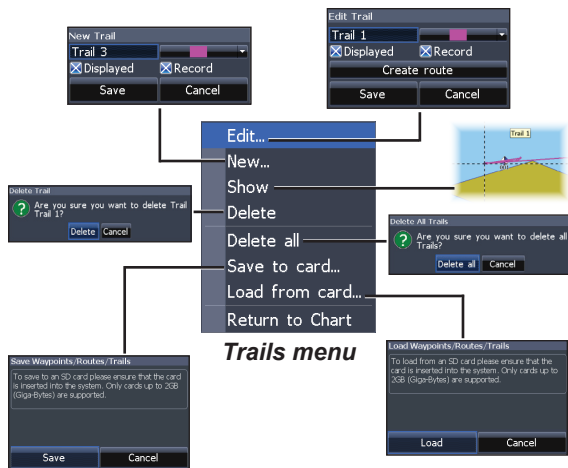 New Trail
Trail 3
Displayed Record
Save Cancel
Edit Trail
Trail 1
Displayed Record
Create route
Save Cancel
Edit...
New...
Show
Delete
Delete all
Save to card...
Load from card...
Return to Chart
Trails menu
Trail 1
Delete Trail
Are you sure you want to delete Trail
Trail 1?
Delete Cancel
Delete All Trails
Are you sure you want to delete all
Trails?
Delete all Cancel
Save Waypoints/Routes/Trails
To save to an SD card please ensure that the card
is inserted into the system. Only cards up to 2GB
(Giga-Bytes) are supported.
Save Cancel
Load Waypoints/Routes/Trails
To load from an SD card please ensure that the
card is inserted into the system. Only cards up to
2GB (Giga-Bytes) are supported.
Load Cancel